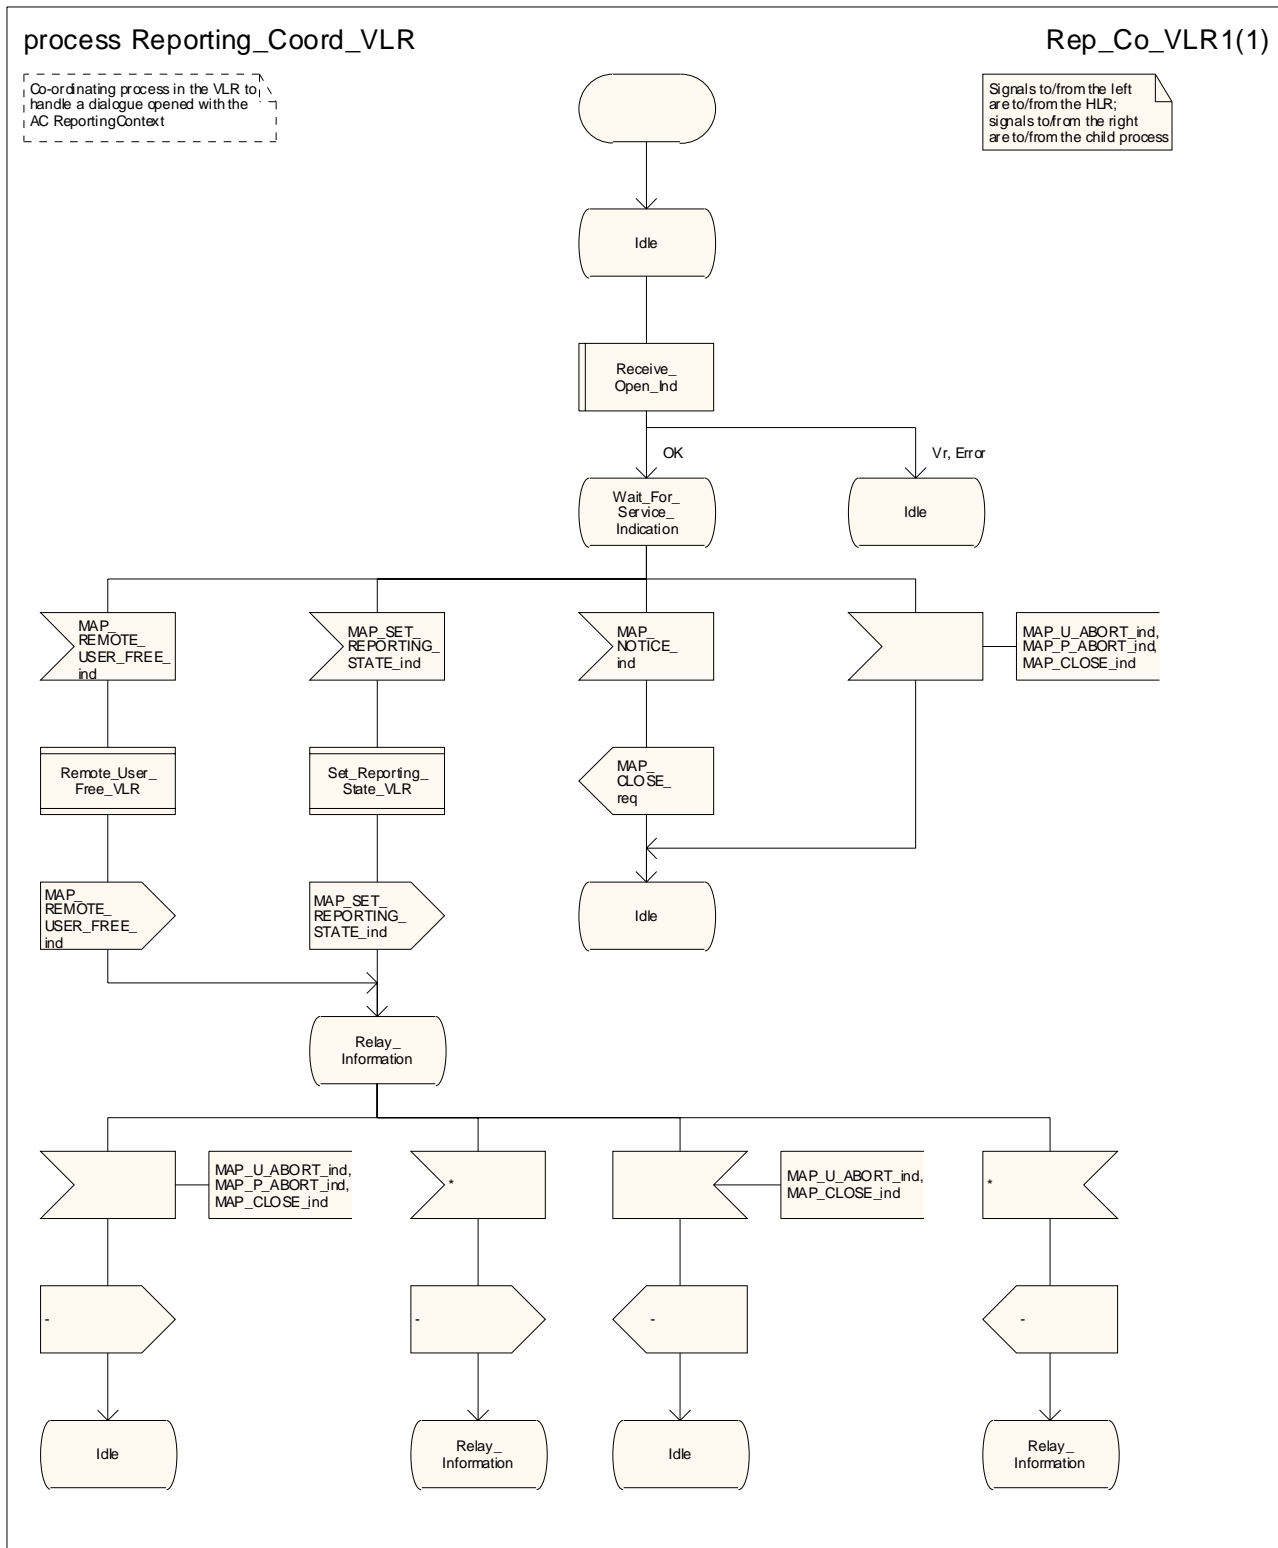 process Reporting_Coord_VLR
Rep_Co_VLR1(1)
Co-ordinating process in the VLR to
handle a dialogue opened with the
AC ReportingContext
Signals to/from the left
are to/from the HLR;
signals to/from the right
are to/from the child process
Idle
Receive_
Open_Ind
OK
Vr, Error
Wait_For_
Service_
Indication
Idle
MAP_
REMOTE_
USER_FREE_
ind
MAP_SET_
REPORTING_
STATE_ind
MAP_
NOTICE_
ind
MAP_U_ABORT_ind,
MAP_P_ABORT_ind,
MAP_CLOSE_ind
Remote_User_
Free_VLR
Set_Reporting_
State_VLR
MAP_
CLOSE_
req
MAP_
REMOTE_
USER_FREE_
ind
MAP_SET_
REPORTING_
STATE_ind
Idle
Relay_
Information
MAP_U_ABORT_ind,
MAP_P_ABORT_ind,
MAP_CLOSE_ind
*
MAP_U_ABORT_ind,
MAP_CLOSE_ind
*
-
-
-
-
Idle
Relay_
Information
Idle
Relay_
Information